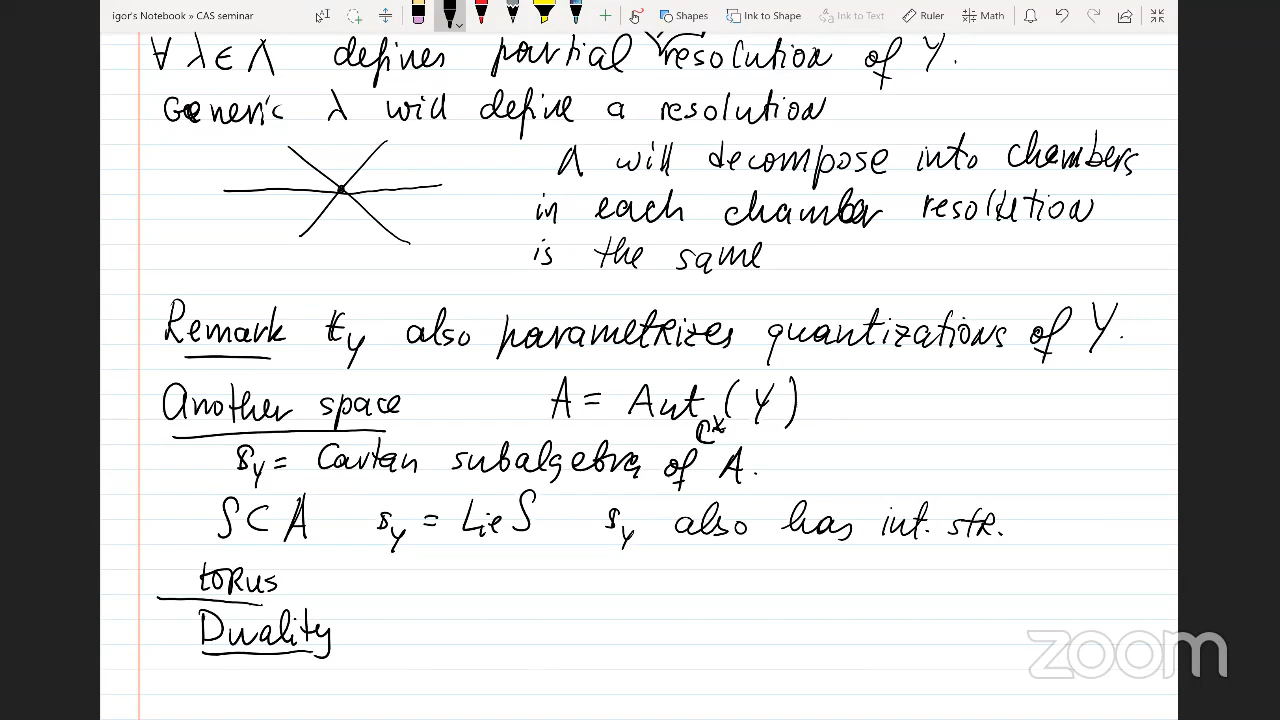 igor's Notebook » CAS seminar
Shapes
Ink to Shape
Ink to Text
Ruler
Math
∀ λ ∈ Λ defines partial resolution of Y.
Generic λ will define a resolution
Λ will decompose into chambers
in each chamber resolution
is the same
Remark t_Y also parametrizes quantizations of Y.
Another space A = Aut_{C^×}(Y)
s_Y = Cartan subalgebra of A.
S ⊂ A s_Y = Lie S s_Y also has int. str.
torus
Duality
zoom